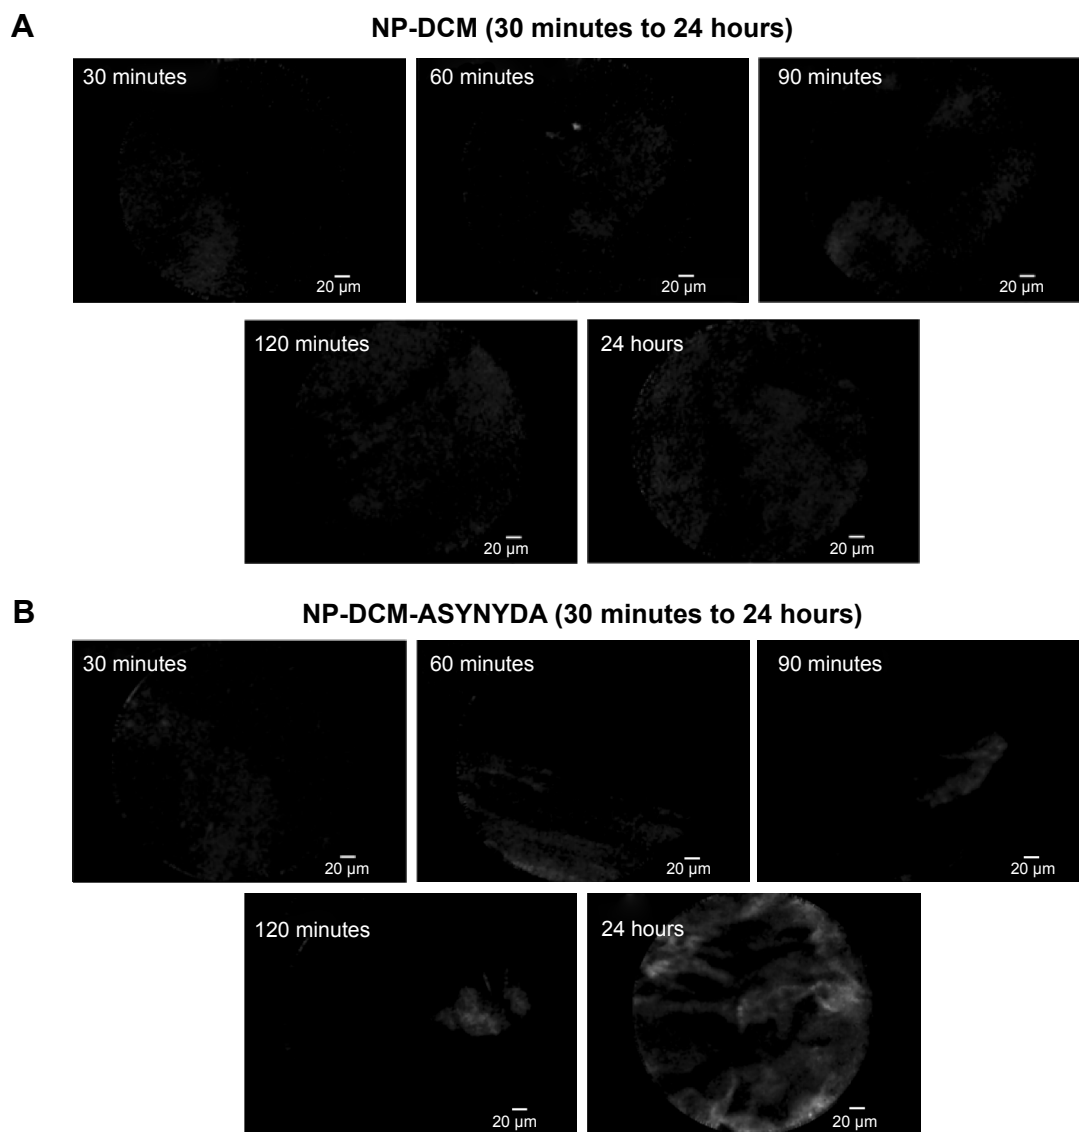 A
NP-DCM (30 minutes to 24 hours)
30 minutes
20 µm
60 minutes
20 µm
90 minutes
20 µm
120 minutes
20 µm
24 hours
20 µm
B
NP-DCM-ASYNYDA (30 minutes to 24 hours)
30 minutes
20 µm
60 minutes
20 µm
90 minutes
20 µm
120 minutes
20 µm
24 hours
20 µm